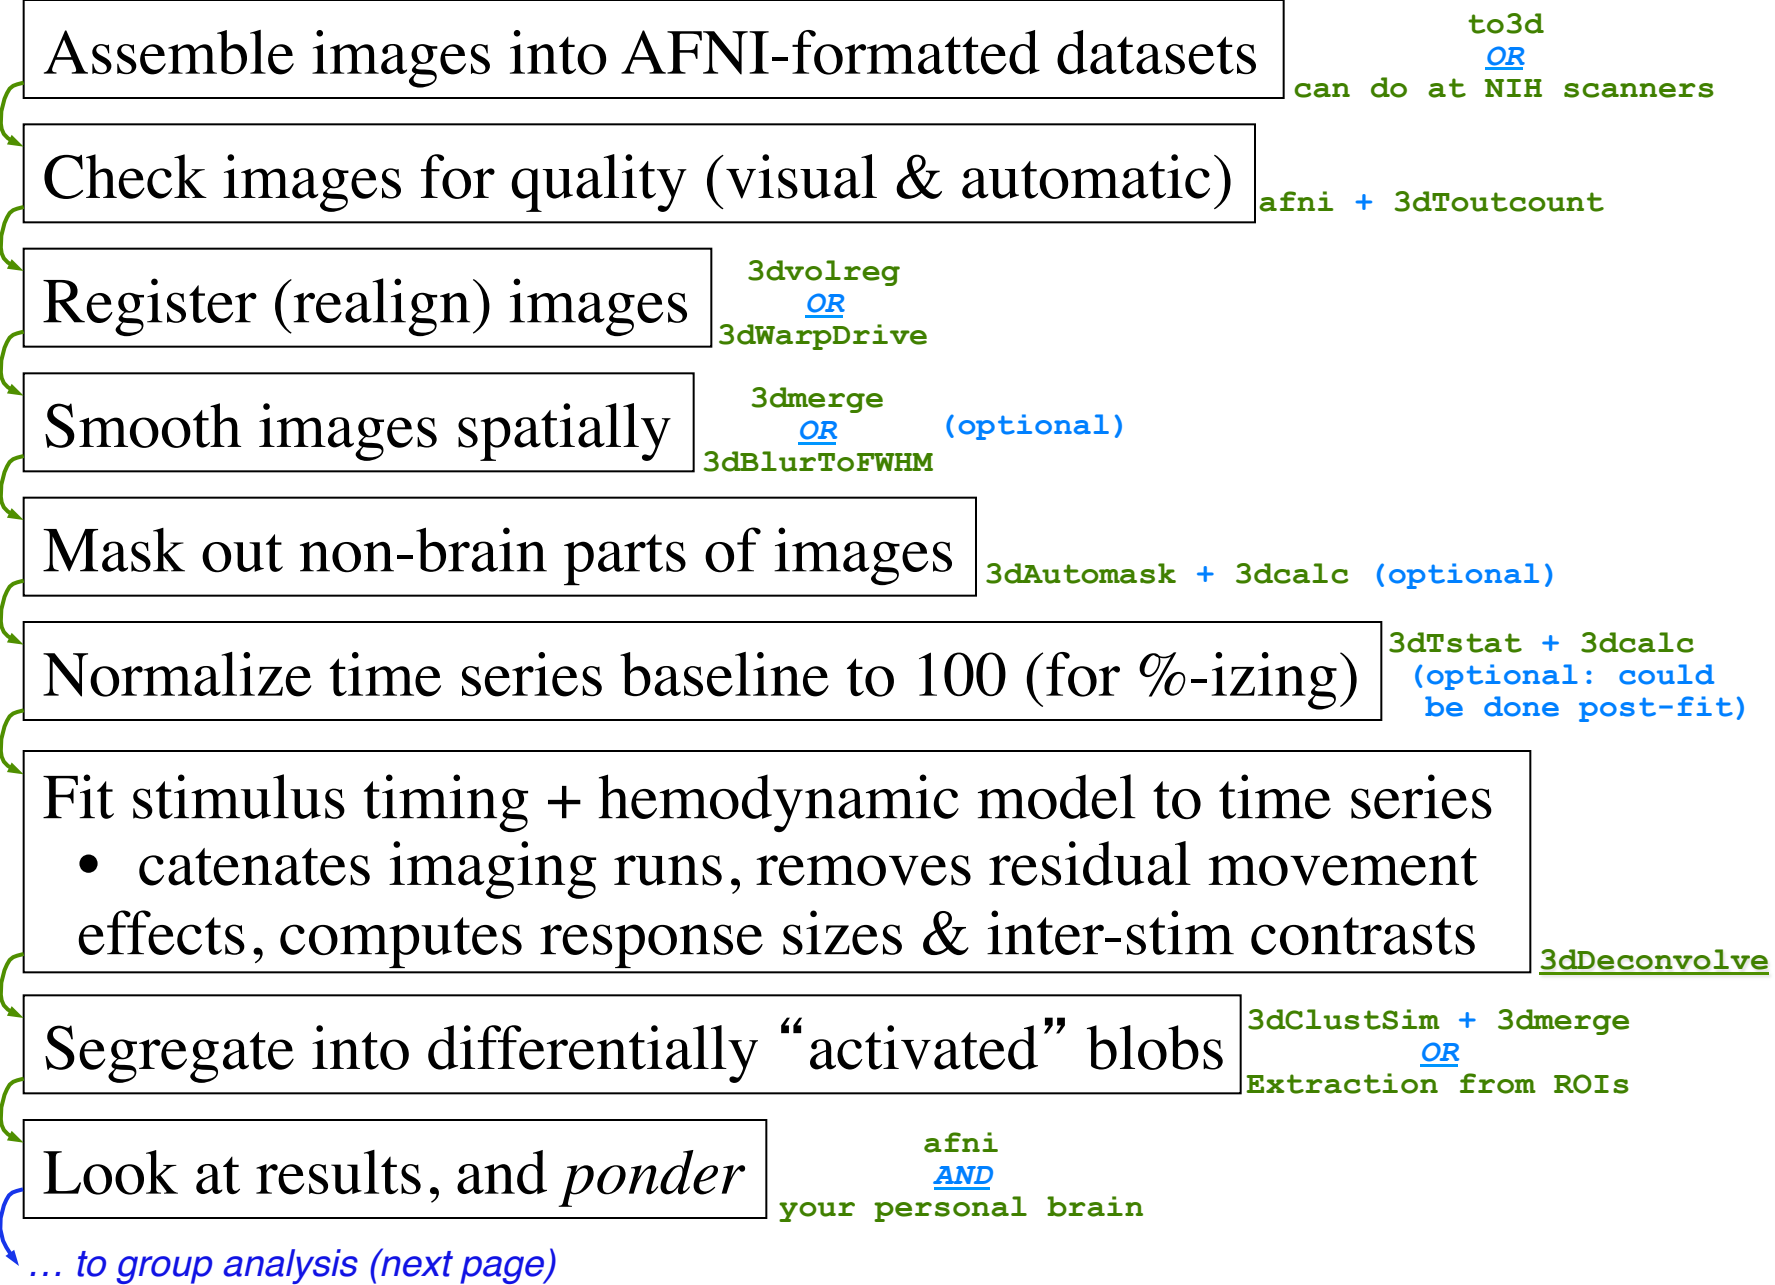 Assemble images into AFNI-formatted datasets
to3d
OR
can do at NIH scanners
Check images for quality (visual & automatic)
afni + 3dToutcount
Register (realign) images
3dvolreg
OR
3dWarpDrive
Smooth images spatially
3dmerge
OR
3dBlurToFWHM
(optional)
Mask out non-brain parts of images
3dAutomask + 3dcalc (optional)
Normalize time series baseline to 100 (for %-izing)
3dTstat + 3dcalc
(optional: could
be done post-fit)
Fit stimulus timing + hemodynamic model to time series
• catenates imaging runs, removes residual movement
effects, computes response sizes & inter-stim contrasts
3dDeconvolve
Segregate into differentially “activated” blobs
3dClustSim + 3dmerge
OR
Extraction from ROIs
Look at results, and ponder
afni
AND
your personal brain
… to group analysis (next page)